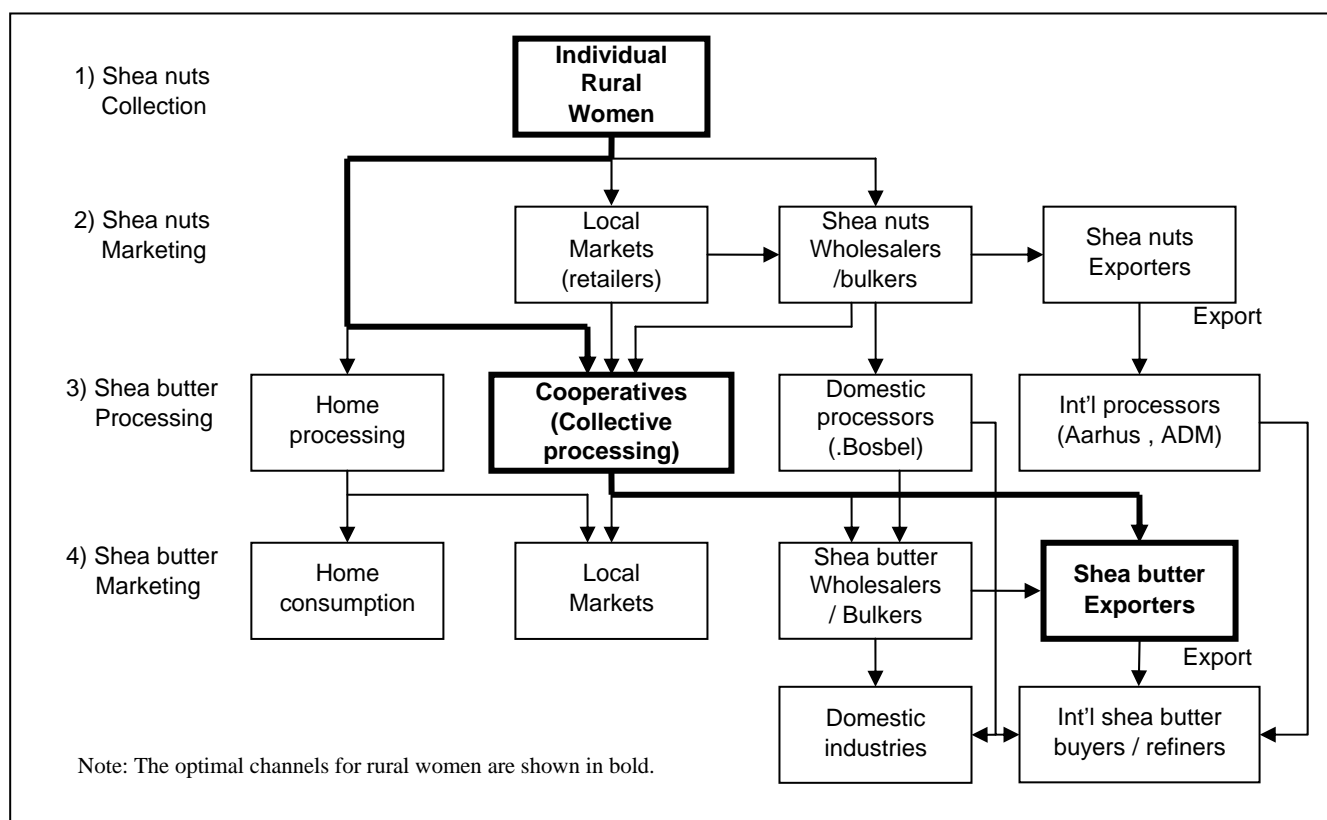 1) Shea nuts
Collection
Individual
Rural
Women
2) Shea nuts
Marketing
Local
Markets
(retailers)
Shea nuts
Wholesalers
/bulkers
Shea nuts
Exporters
Export
3) Shea butter
Processing
Home
processing
Cooperatives
(Collective
processing)
Domestic
processors
(.Bosbel)
Int'l processors
(Aarhus , ADM)
4) Shea butter
Marketing
Home
consumption
Local
Markets
Shea butter
Wholesalers
/ Bulkers
Shea butter
Exporters
Export
Domestic
industries
Int'l shea butter
buyers / refiners
Note: The optimal channels for rural women are shown in bold.